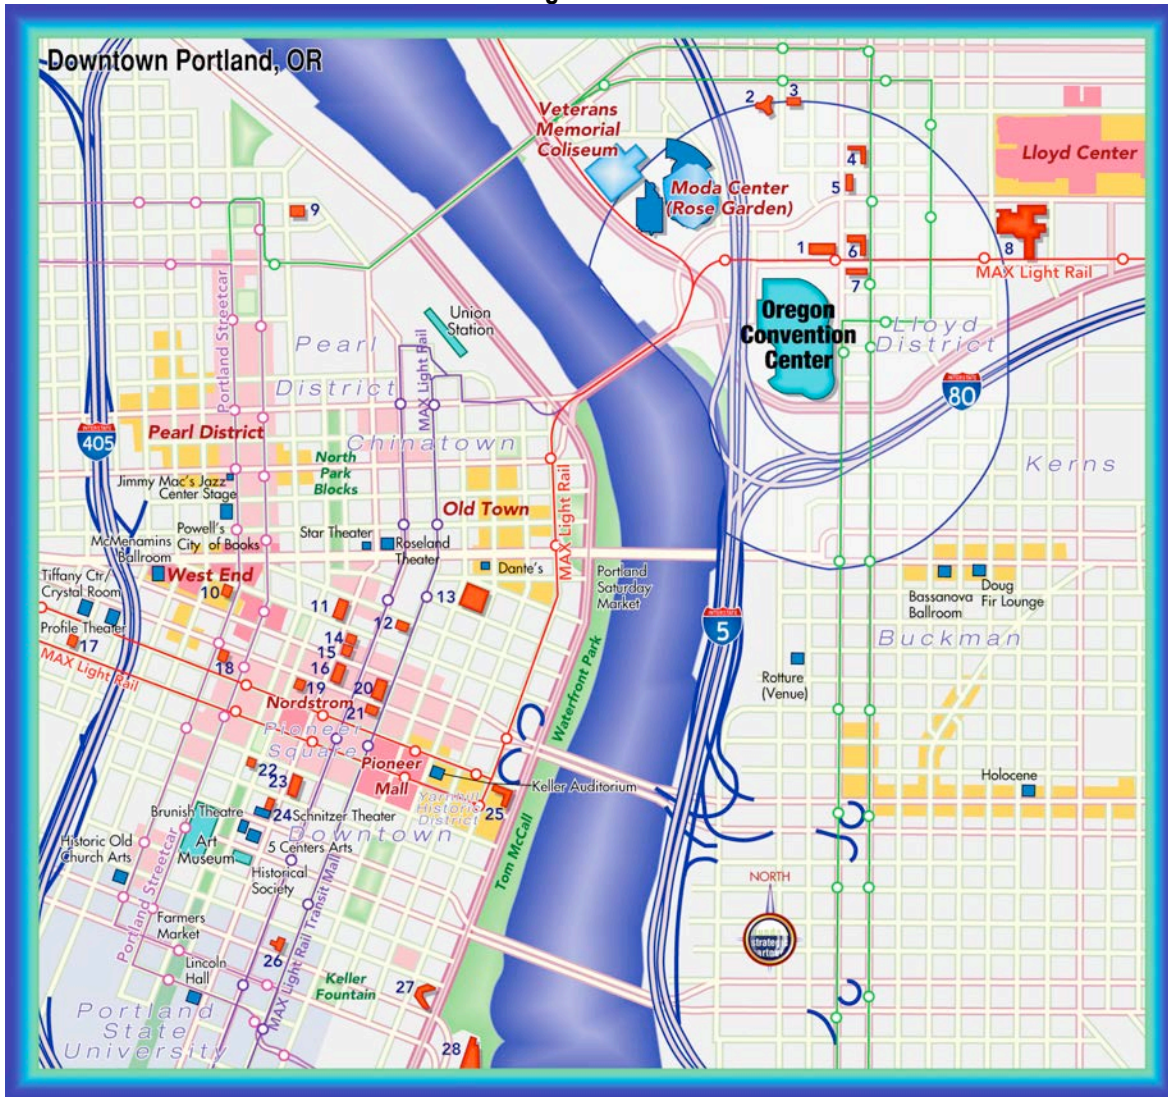 Downtown Portland, OR
Veterans
Memorial
Coliseum
2
3
4
5
Lloyd Center
Moda Center
(Rose Garden)
9
1
6
8
7
MAX Light Rail
Portland Streetcar
Union
Station
MAX Light Rail
Oregon
Convention
Center
Lloyd
District
Pearl
District
INTERSTATE
80
INTERSTATE
405
Pearl District
Chinatown
North
Park
Blocks
Kerns
Jimmy Mac's Jazz
Center Stage
Old Town
MAX Light Rail
Powell's
City of Books
McMenamins
Ballroom
Star Theater
Roseland
Theater
Dante's
West End
10
Tiffany Ctr/
Crystal Room
Portland
Saturday
Market
Bassanova
Ballroom
Doug
Fir Lounge
11
12
13
Profile Theater
17
MAX Light Rail
14
15
16
18
19
20
21
INTERSTATE
5
Buckman
Rotture
(Venue)
Waterfront Park
Nordstrom
Pioneer
Square
Pioneer
Mall
22
23
Keller Auditorium
Holocene
Yamhill
Historic
District
25
Brunish Theatre
24
Schnitzer Theater
Downtown
Art
Museum
5 Centers Arts
Historic Old
Church Arts
Historical
Society
Tom McCall
NORTH
Portland Streetcar
MAX Light Rail Transit Mall
Farmers
Market
26
Lincoln
Hall
Keller
Fountain
27
28
Portland
State
University